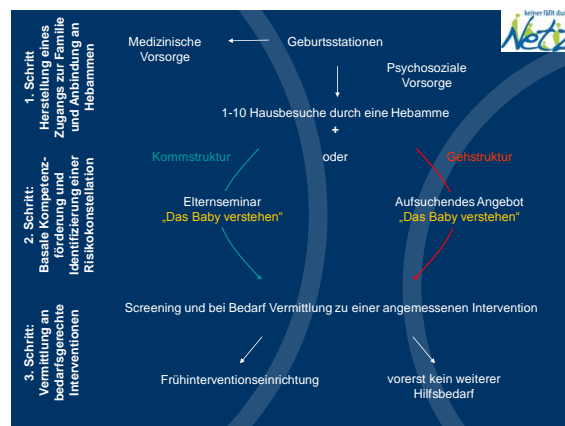 keiner fällt du
Netz
1. Schritt
Herstellung eines
Zugangs zur Familie
und Anbindung an
Hebammen
Medizinische
Vorsorge
Geburtsstationen
Psychosoziale
Vorsorge
1-10 Hausbesuche durch eine Hebamme
+
Kommstruktur
oder
Gehstruktur
2. Schritt:
Basale Kompetenz-
förderung und
Identifizierung einer
Risikokonstellation
Elternseminar
„Das Baby verstehen“
Aufsuchendes Angebot
„Das Baby verstehen“
Screening und bei Bedarf Vermittlung zu einer angemessenen Intervention
3. Schritt:
Vermittlung an
bedarfsgerechte
Interventionen
Frühinterventionseinrichtung
vorerst kein weiterer
Hilfsbedarf